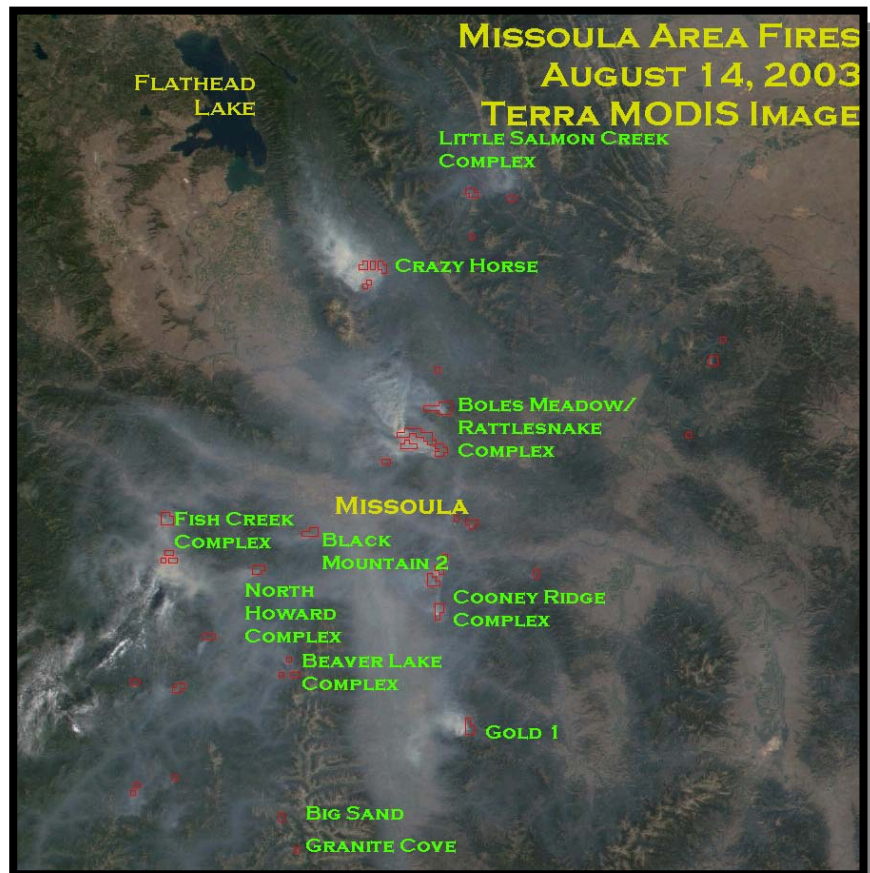 Missoula Area Fires
August 14, 2003
Terra MODIS Image
Flathead
Lake
Little Salmon Creek
Complex
Crazy Horse
Boles Meadow/
Rattlesnake
Complex
Missoula
Fish Creek
Complex
Black
Mountain 2
North
Howard
Complex
Cooney Ridge
Complex
Beaver Lake
Complex
Gold 1
Big Sand
Granite Cove